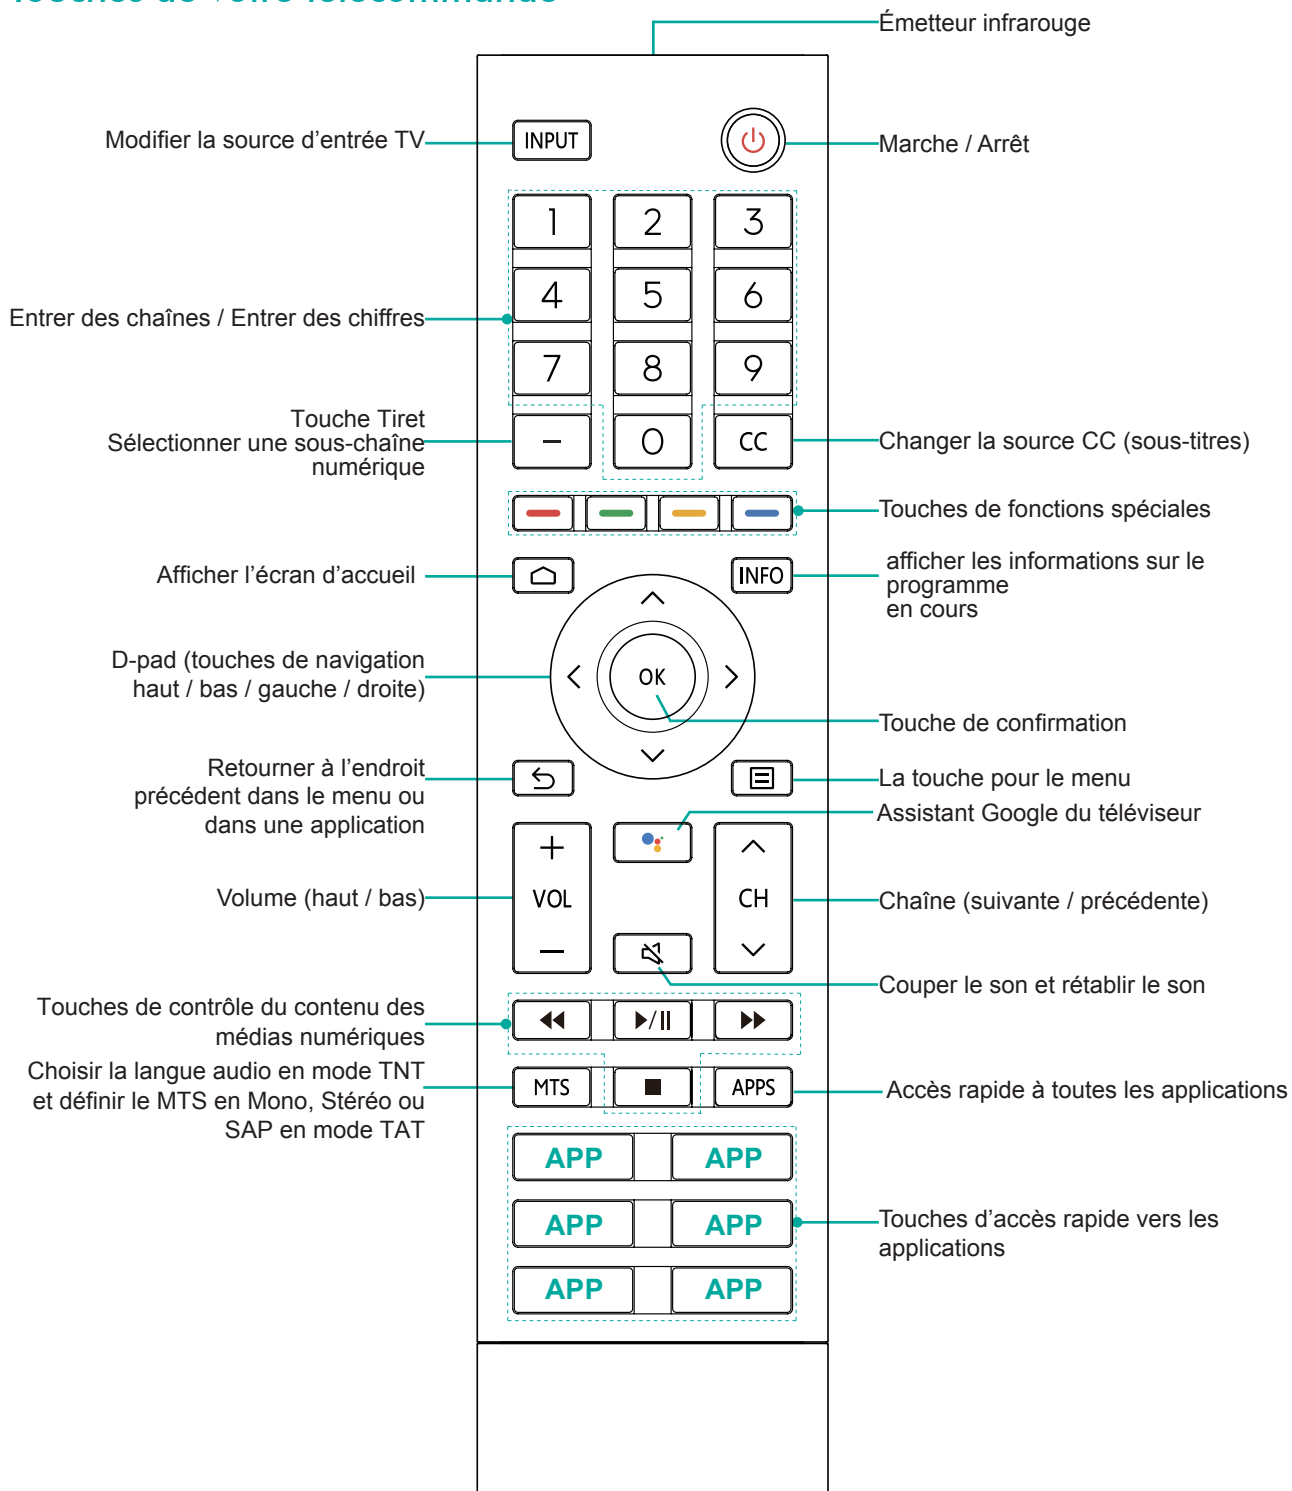 Touches de votre télécommande
Émetteur infrarouge
Modifier la source d'entrée TV
INPUT
Marche / Arrêt
1 2 3
4 5 6
Entrer des chaînes / Entrer des chiffres
7 8 9
Touche Tiret
Sélectionner une sous-chaîne
numérique
– 0 CC
Changer la source CC (sous-titres)
Touches de fonctions spéciales
Afficher l'écran d'accueil
INFO
afficher les informations sur le
programme
en cours
D-pad (touches de navigation
haut / bas / gauche / droite)
OK
Touche de confirmation
Retourner à l'endroit
précédent dans le menu ou
dans une application
La touche pour le menu
Assistant Google du téléviseur
Volume (haut / bas)
+
VOL
–
CH
Chaîne (suivante / précédente)
Couper le son et rétablir le son
Touches de contrôle du contenu des
médias numériques
Choisir la langue audio en mode TNT
et définir le MTS en Mono, Stéréo ou
SAP en mode TAT
MTS
APPS
Accès rapide à toutes les applications
APP APP
APP APP
APP APP
Touches d'accès rapide vers les
applications